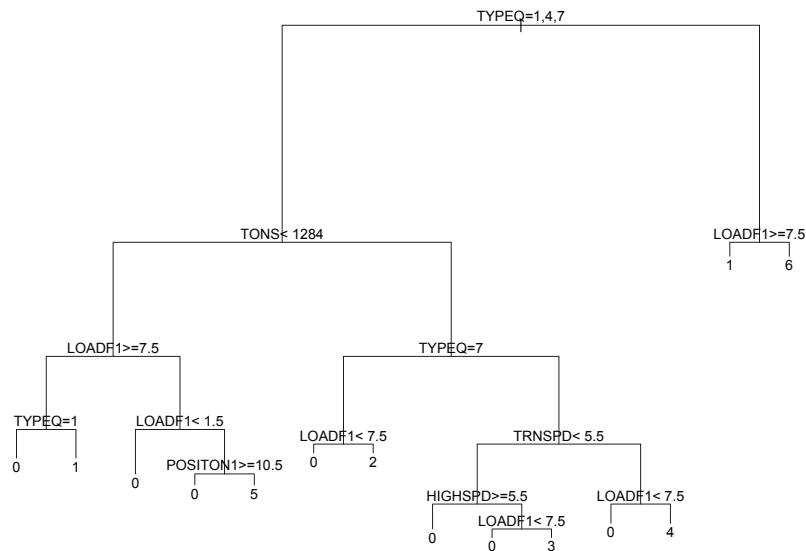 TYPEQ=1,4,7
TONS< 1284
LOADF1>=7.5
1 6
LOADF1>=7.5
TYPEQ=7
TYPEQ=1
LOADF1< 1.5
LOADF1< 7.5
TRNSPD< 5.5
0 1
0
POSITON1>=10.5
0 5
0 2
HIGHSPD>=5.5
LOADF1< 7.5
0
LOADF1< 7.5
0 3
0 4